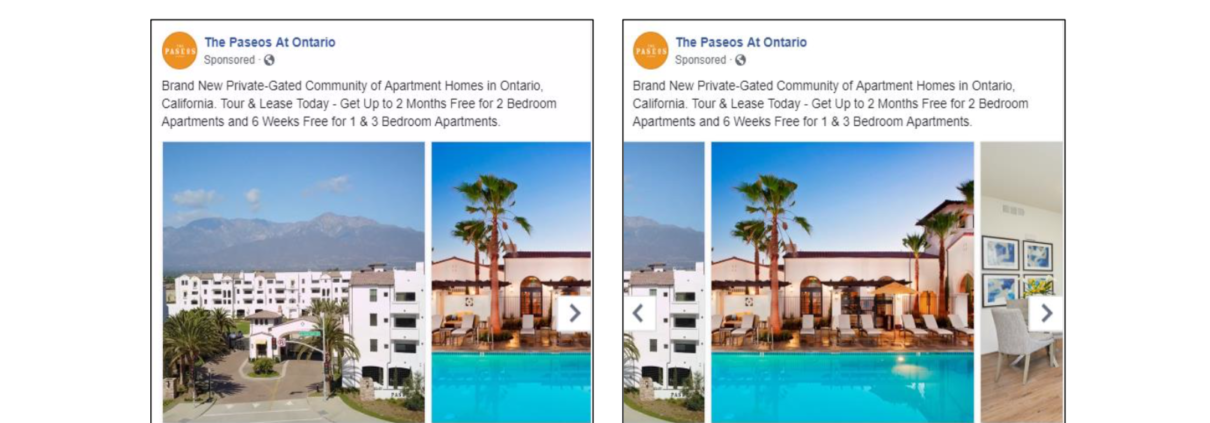 THE
PASEOS
The Paseos At Ontario
Sponsored ·
Brand New Private-Gated Community of Apartment Homes in Ontario,
California. Tour & Lease Today - Get Up to 2 Months Free for 2 Bedroom
Apartments and 6 Weeks Free for 1 & 3 Bedroom Apartments.
THE
PASEOS
The Paseos At Ontario
Sponsored ·
Brand New Private-Gated Community of Apartment Homes in Ontario,
California. Tour & Lease Today - Get Up to 2 Months Free for 2 Bedroom
Apartments and 6 Weeks Free for 1 & 3 Bedroom Apartments.